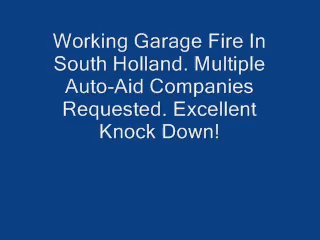 Working Garage Fire In
South Holland. Multiple
Auto-Aid Companies
Requested. Excellent
Knock Down!